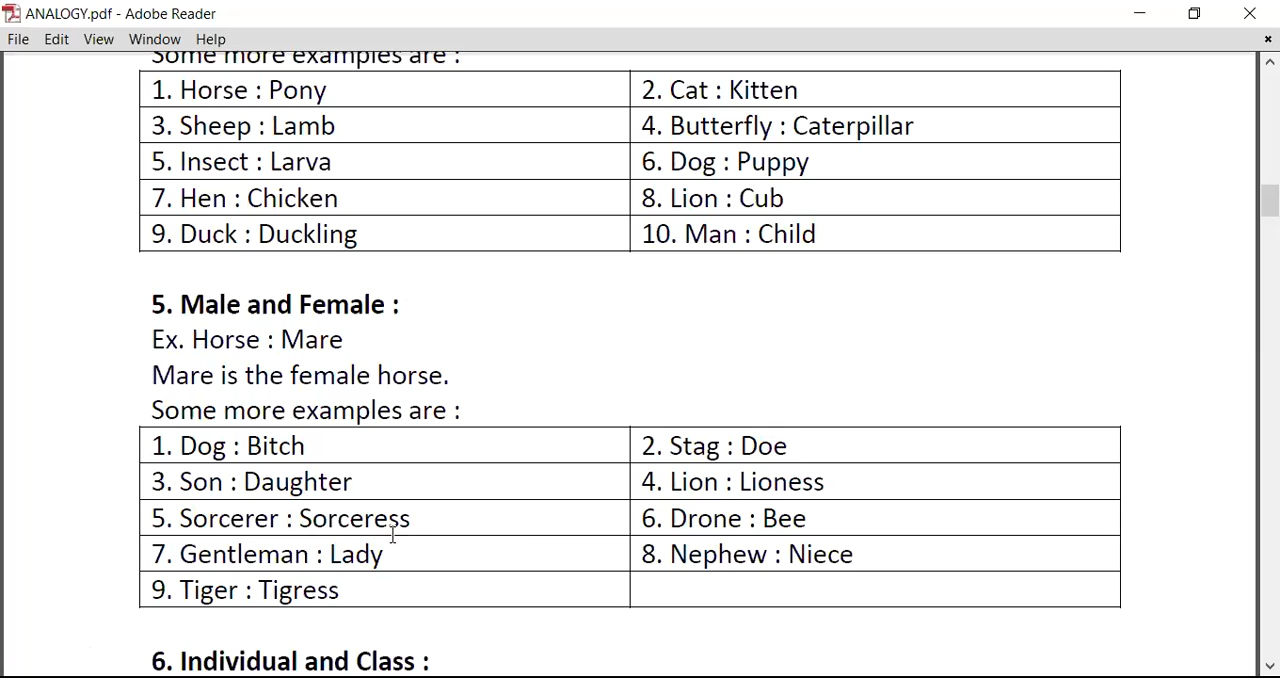 ANALOGY.pdf - Adobe Reader
File Edit View Window Help
Some more examples are :
1. Horse : Pony 2. Cat : Kitten
3. Sheep : Lamb 4. Butterfly : Caterpillar
5. Insect : Larva 6. Dog : Puppy
7. Hen : Chicken 8. Lion : Cub
9. Duck : Duckling 10. Man : Child
5. Male and Female :
Ex. Horse : Mare
Mare is the female horse.
Some more examples are :
1. Dog : Bitch 2. Stag : Doe
3. Son : Daughter 4. Lion : Lioness
5. Sorcerer : Sorceress 6. Drone : Bee
7. Gentleman : Lady 8. Nephew : Niece
9. Tiger : Tigress
6. Individual and Class :